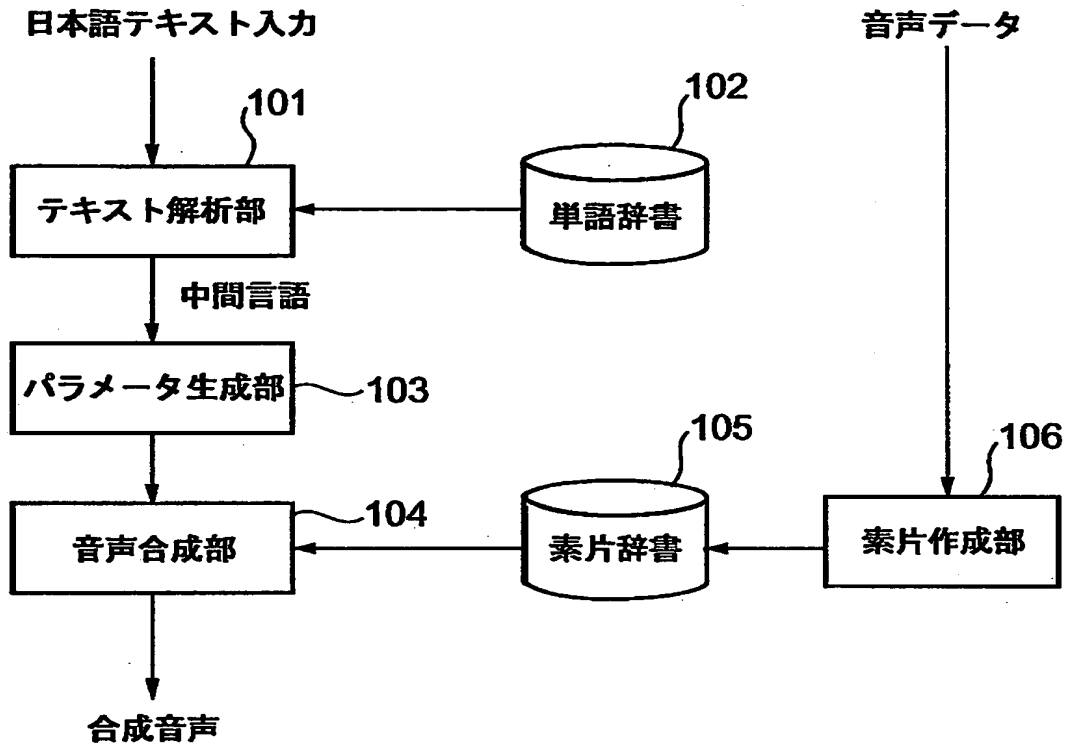 日本語テキスト入力
音声データ
101
102
テキスト解析部
単語辞書
中間言語
パラメータ生成部
103
105
106
104
音声合成部
素片辞書
素片作成部
合成音声